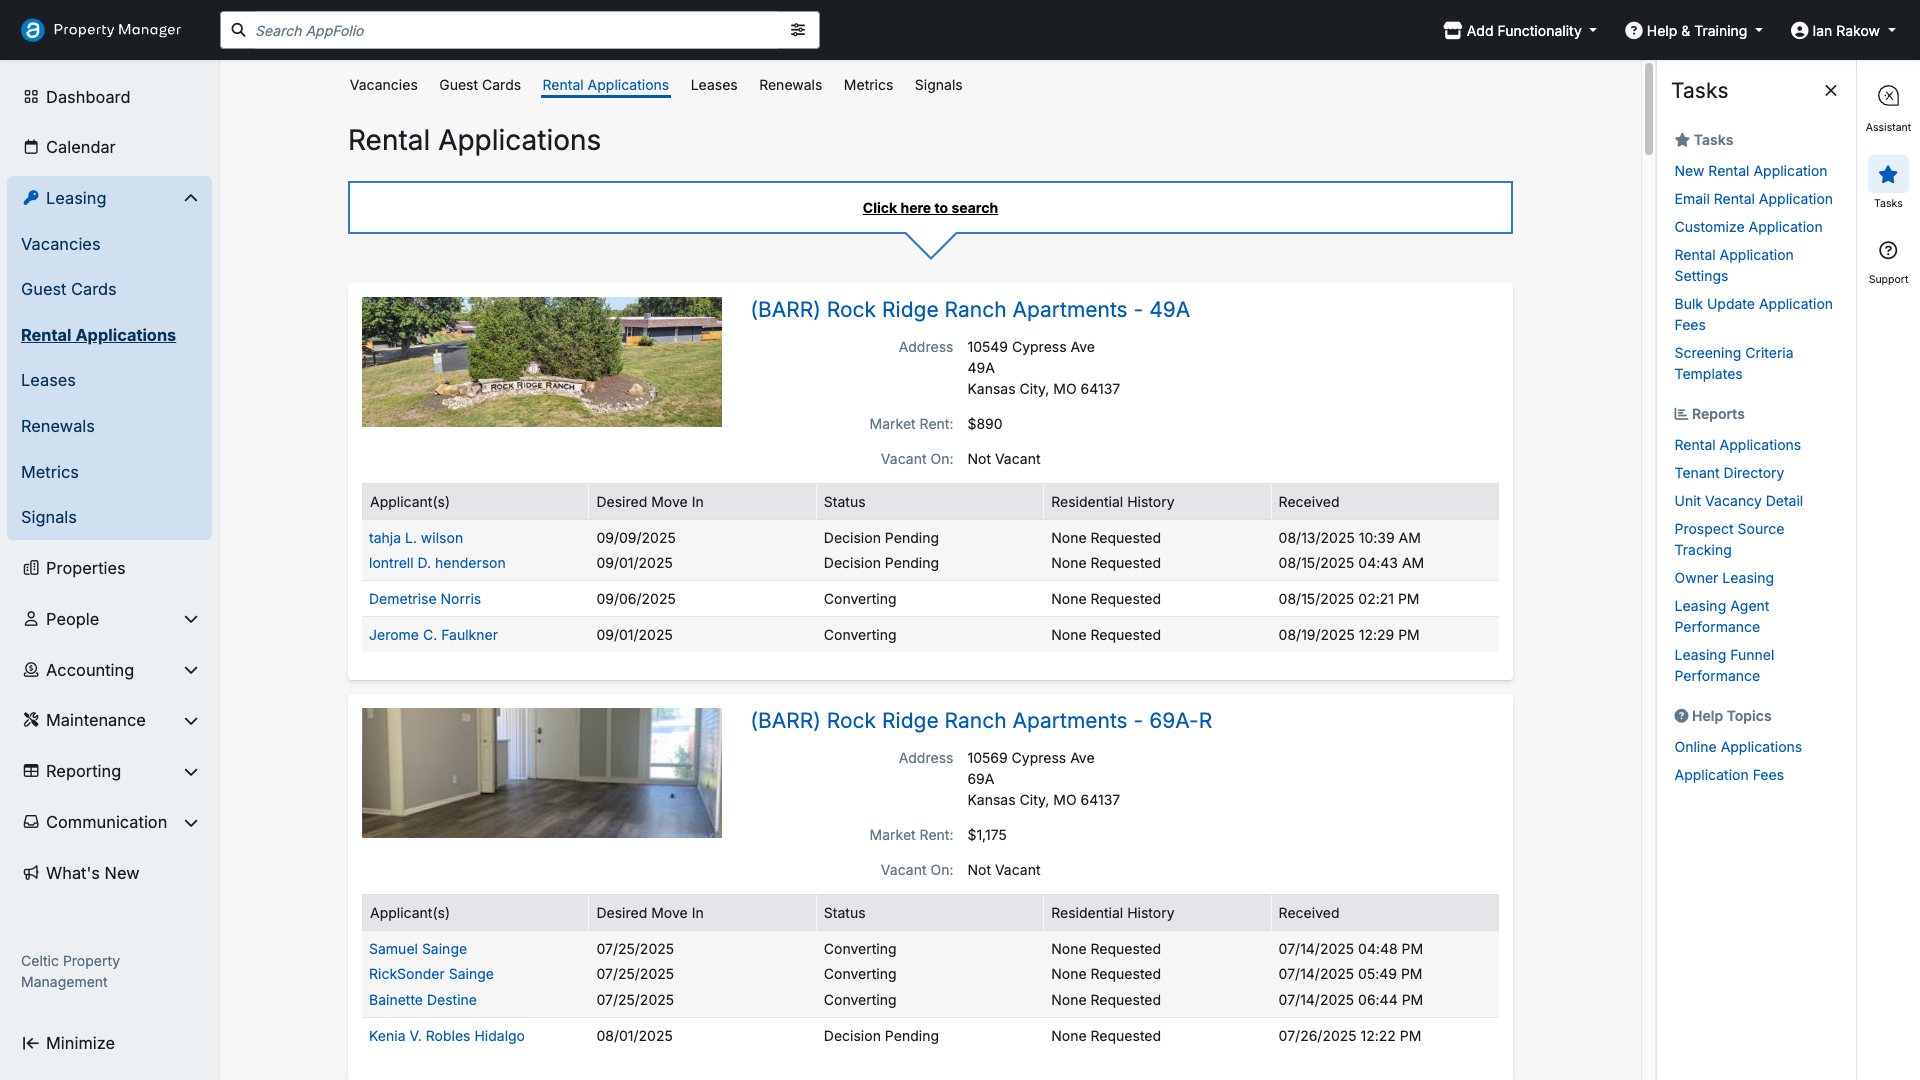 Property Manager
Search AppFolio
Add Functionality
Help & Training
Ian Rakow
Dashboard
Calendar
Leasing
Vacancies
Guest Cards
Rental Applications
Leases
Renewals
Metrics
Signals
Properties
People
Accounting
Maintenance
Reporting
Communication
What's New
Celtic Property
Management
Minimize
Vacancies Guest Cards Rental Applications Leases Renewals Metrics Signals
Rental Applications
Click here to search
ROCK RIDGE RANCH
(BARR) Rock Ridge Ranch Apartments - 49A
Address 10549 Cypress Ave
49A
Kansas City, MO 64137
Market Rent: $890
Vacant On: Not Vacant
Applicant(s) Desired Move In Status Residential History Received
tahja L. wilson 09/09/2025 Decision Pending None Requested 08/13/2025 10:39 AM
lontrell D. henderson 09/01/2025 Decision Pending None Requested 08/15/2025 04:43 AM
Demetrise Norris 09/06/2025 Converting None Requested 08/15/2025 02:21 PM
Jerome C. Faulkner 09/01/2025 Converting None Requested 08/19/2025 12:29 PM
(BARR) Rock Ridge Ranch Apartments - 69A-R
Address 10569 Cypress Ave
69A
Kansas City, MO 64137
Market Rent: $1,175
Vacant On: Not Vacant
Applicant(s) Desired Move In Status Residential History Received
Samuel Sainge 07/25/2025 Converting None Requested 07/14/2025 04:48 PM
RickSonder Sainge 07/25/2025 Converting None Requested 07/14/2025 05:49 PM
Bainette Destine 07/25/2025 Converting None Requested 07/14/2025 06:44 PM
Kenia V. Robles Hidalgo 08/01/2025 Decision Pending None Requested 07/26/2025 12:22 PM
Tasks
Tasks
New Rental Application
Email Rental Application
Customize Application
Rental Application
Settings
Bulk Update Application
Fees
Screening Criteria
Templates
Reports
Rental Applications
Tenant Directory
Unit Vacancy Detail
Prospect Source
Tracking
Owner Leasing
Leasing Agent
Performance
Leasing Funnel
Performance
Help Topics
Online Applications
Application Fees
Assistant
Tasks
Support